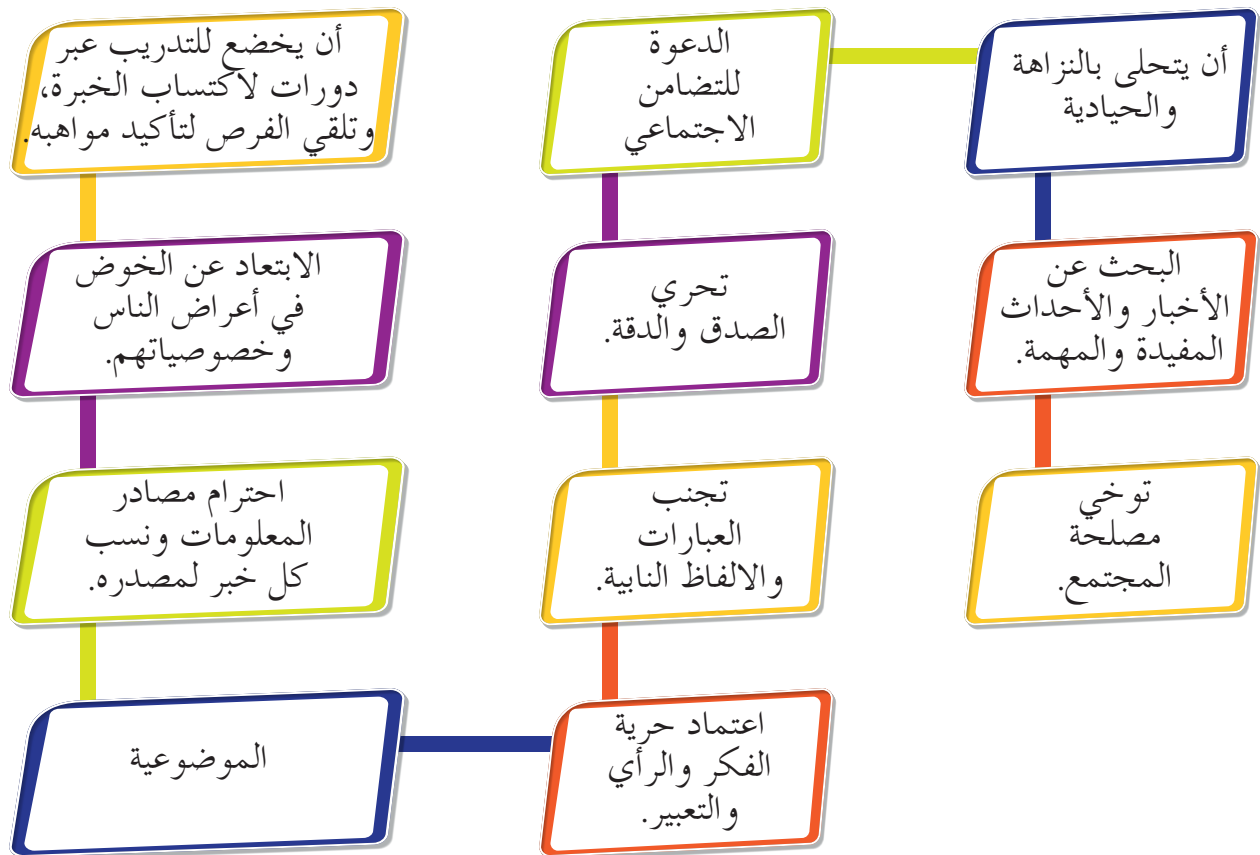 أن يخضع للتدريب عبر
دورات لاكتساب الخبرة،
وتلقي الفرص لتأكيد مواهبه.
الابتعاد عن الخوض
في أعراض الناس
وخصوصياتهم.
احترام مصادر
المعلومات ونسب
كل خبر لمصدره.
الموضوعية
اعتماد حرية
الفكر والرأي
والتعبير.
تجنب
العبارات
والالفاظ النابية.
تحري
الصدق والدقة.
الدعوة
للتضامن
الاجتماعي
أن يتحلى بالنزاهة
والحيادية
البحث عن
الأخبار والأحداث
المفيدة والمهمة.
توخي
مصلحة
المجتمع.